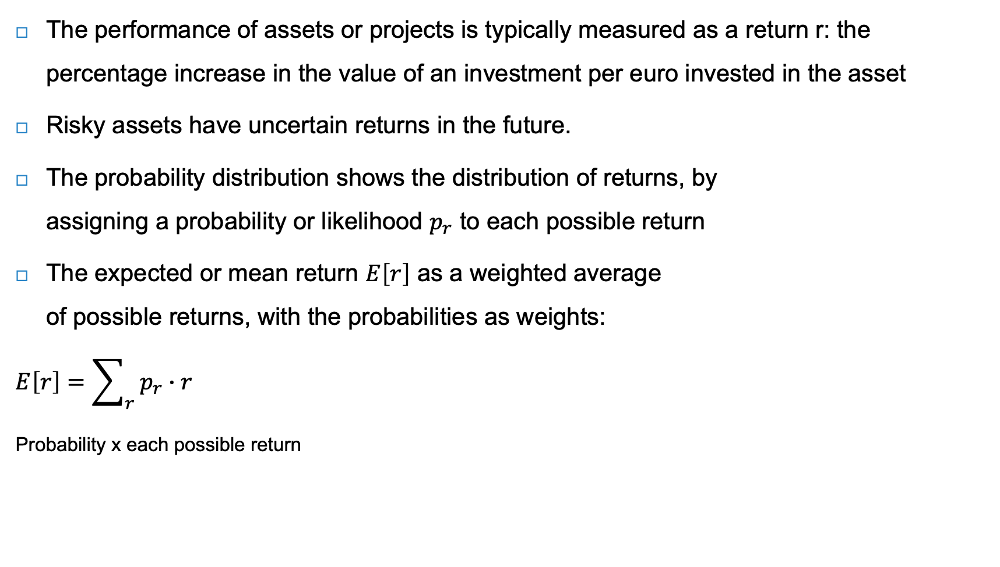 The performance of assets or projects is typically measured as a return r: the
percentage increase in the value of an investment per euro invested in the asset
Risky assets have uncertain returns in the future.
The probability distribution shows the distribution of returns, by
assigning a probability or likelihood p_r to each possible return
The expected or mean return E[r] as a weighted average
of possible returns, with the probabilities as weights:
E[r] = ∑_r p_r · r
Probability x each possible return